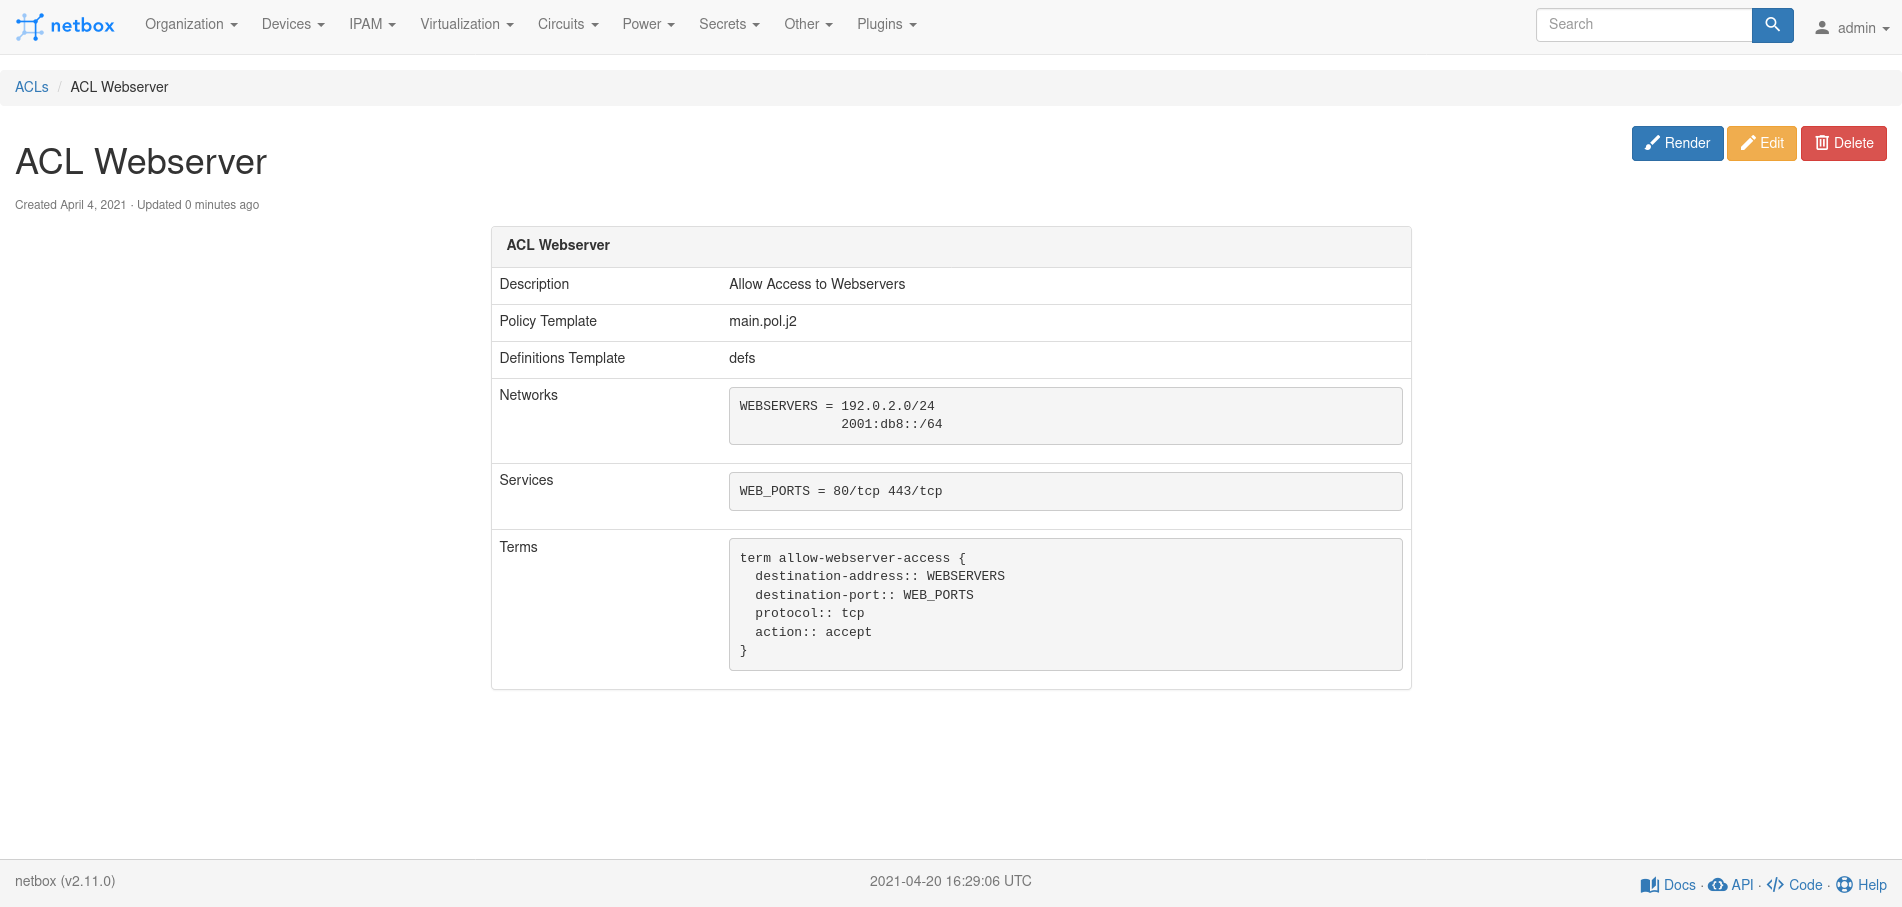 netbox Organization Devices IPAM Virtualization Circuits Power Secrets Other Plugins Search admin
ACLs / ACL Webserver
Render Edit Delete
ACL Webserver
Created April 4, 2021 · Updated 0 minutes ago
ACL Webserver
Description Allow Access to Webservers
Policy Template main.pol.j2
Definitions Template defs
Networks WEBSERVERS = 192.0.2.0/24
2001:db8::/64
Services WEB_PORTS = 80/tcp 443/tcp
Terms term allow-webserver-access {
destination-address:: WEBSERVERS
destination-port:: WEB_PORTS
protocol:: tcp
action:: accept
}
netbox (v2.11.0) 2021-04-20 16:29:06 UTC Docs · API · Code · Help